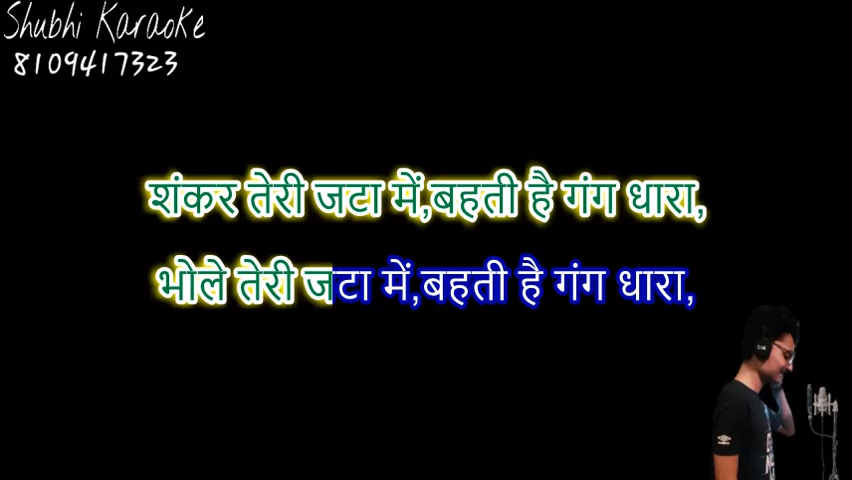 Shubhi Karaoke
8109417323
शंकर तेरी जटा में,बहती है गंग धारा,
भोले तेरी जटा में,बहती है गंग धारा,